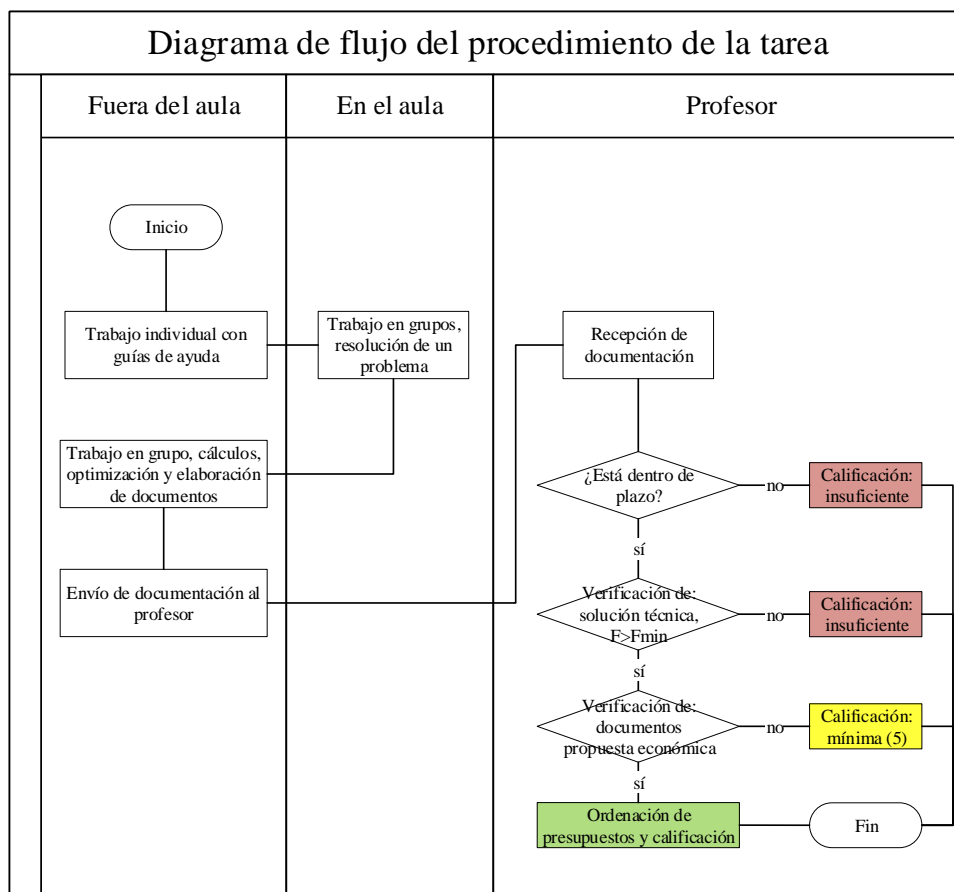 Diagrama de flujo del procedimiento de la tarea
Fuera del aula
En el aula
Profesor
Inicio
Trabajo individual con
guías de ayuda
Trabajo en grupos,
resolución de un
problema
Recepción de
documentación
Trabajo en grupo, cálculos,
optimización y elaboración
de documentos
¿Está dentro de
plazo?
no
Calificación:
insuficiente
sí
Envío de documentación al
profesor
Verificación de:
solución técnica,
F>Fmin
no
Calificación:
insuficiente
sí
Verificación de:
documentos
propuesta económica
no
Calificación:
mínima (5)
sí
Ordenación de
presupuestos y calificación
Fin